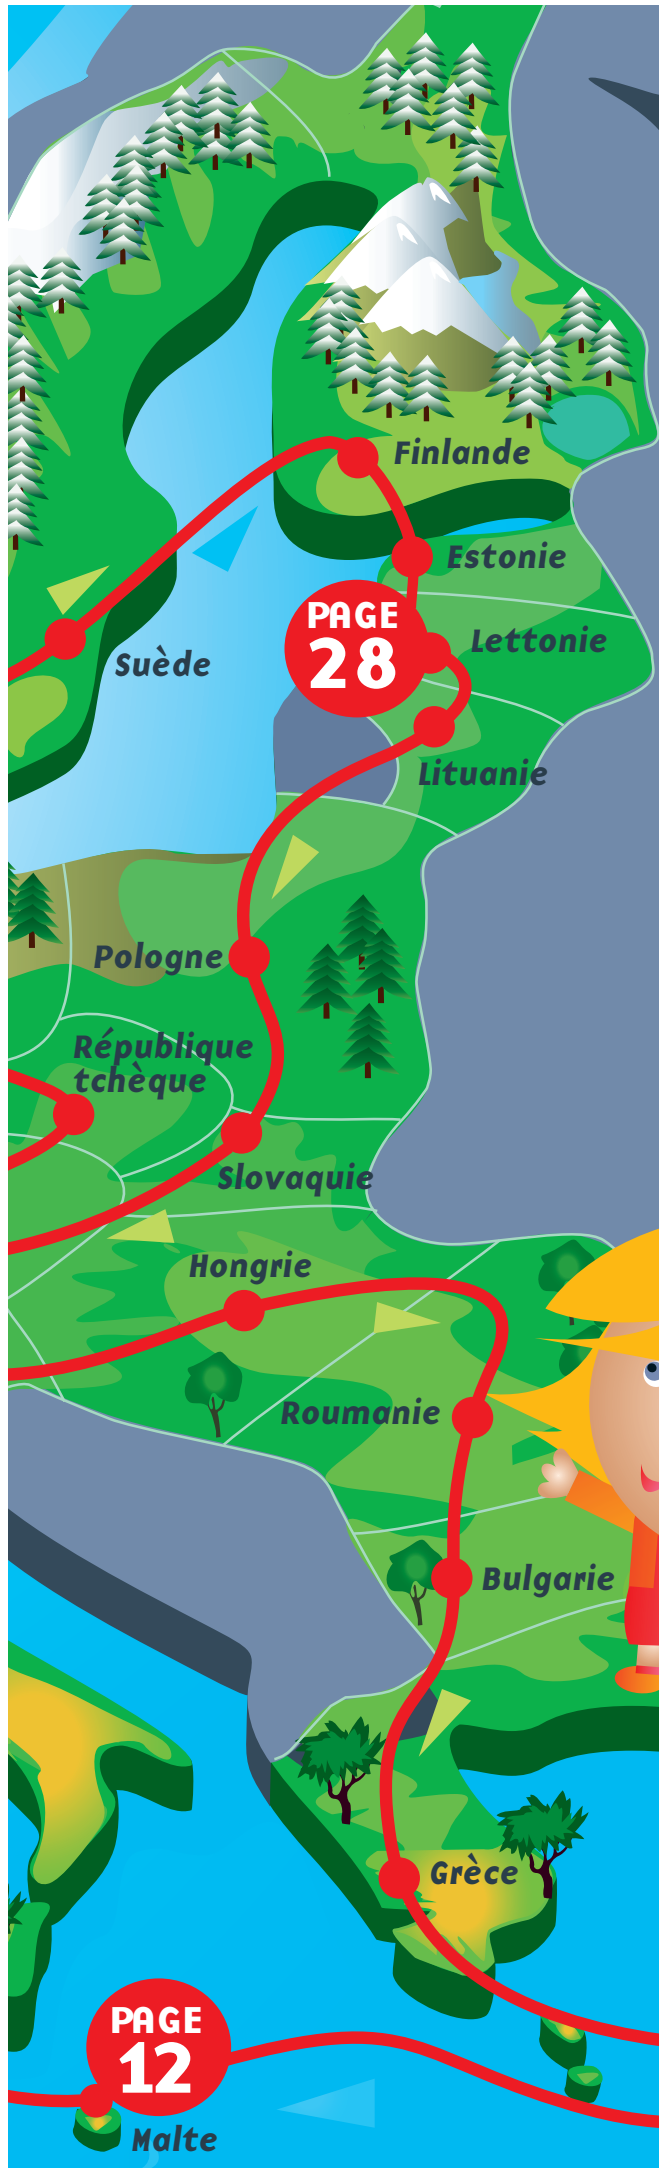 Finlande
Estonie
PAGE
28
Lettonie
Suède
Lituanie
Pologne
République
tchèque
Slovaquie
Hongrie
Roumanie
Bulgarie
Grèce
PAGE
12
Malte